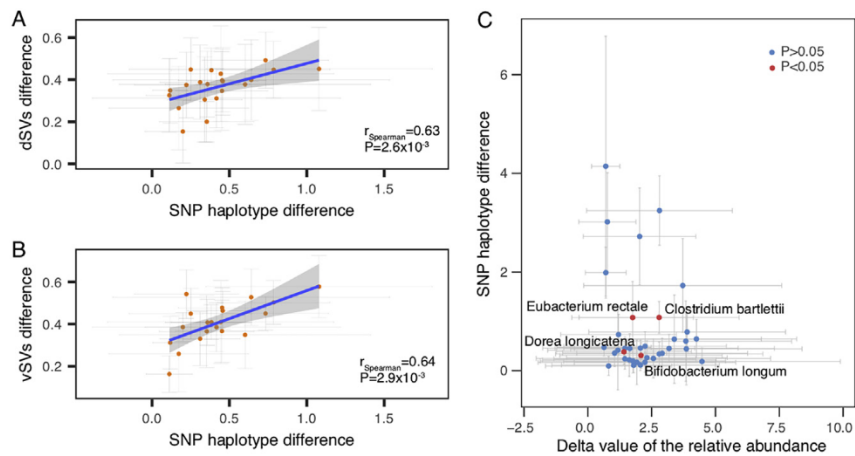 A
0.6
0.4
0.2
0.0
dSVs difference
rSpearman=0.63
P=2.6x10⁻³
0.0
0.5
1.0
1.5
SNP haplotype difference
B
0.6
0.4
0.2
vSVs difference
rSpearman=0.64
P=2.9x10⁻³
0.0
0.5
1.0
1.5
SNP haplotype difference
C
P>0.05
P<0.05
6
4
2
0
SNP haplotype difference
Eubacterium rectale
Clostridium bartlettii
Dorea longicatena
Bifidobacterium longum
−2.5
0.0
2.5
5.0
7.5
10.0
Delta value of the relative abundance